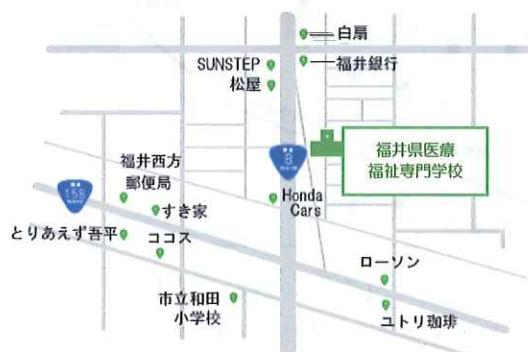 白扇
SUNSTEP
福井銀行
松屋
8
福井県医療
福祉専門学校
福井西方
郵便局
158
すき家
Honda
Cars
とりあえず吾平
ココス
ローソン
市立和田
小学校
ユトリ珈琲